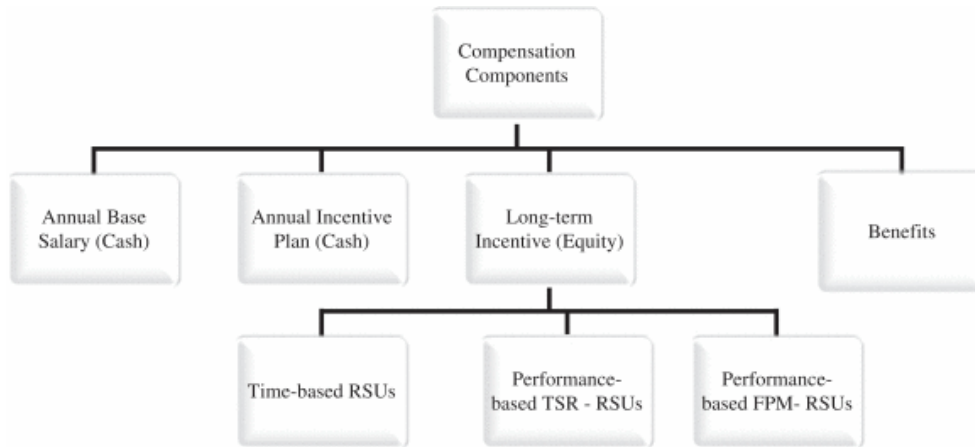 Compensation
Components
Annual Base
Salary (Cash)
Annual Incentive
Plan (Cash)
Long-term
Incentive (Equity)
Benefits
Time-based RSUs
Performance-
based TSR - RSUs
Performance-
based FPM- RSUs